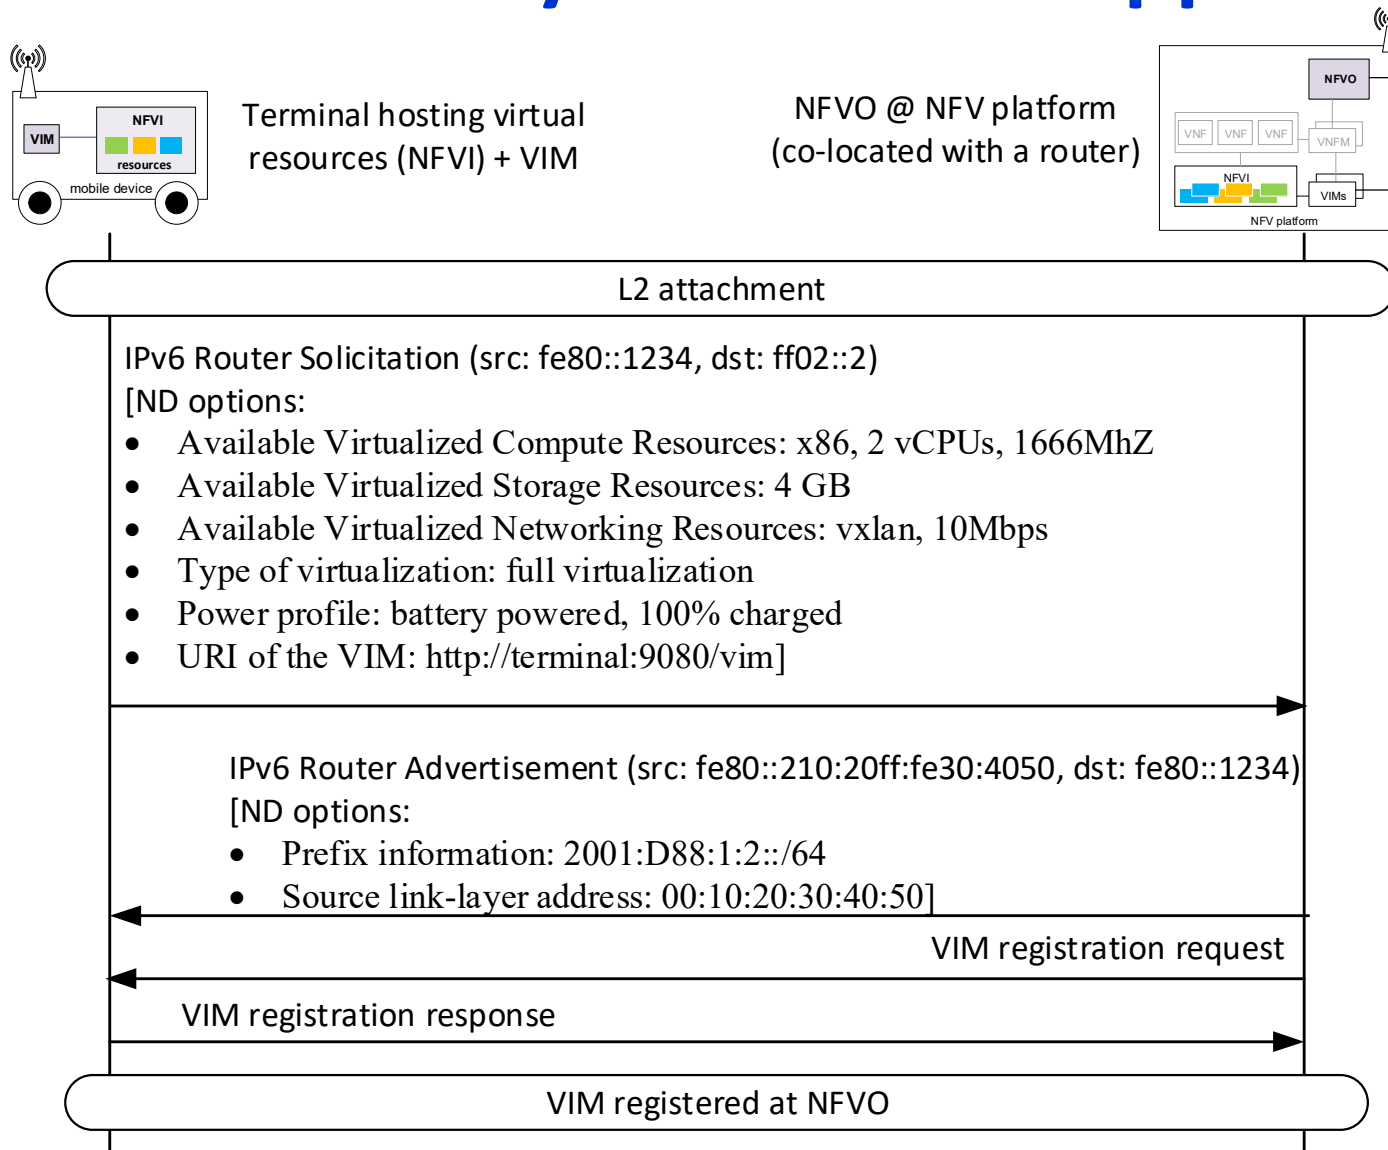 NFVO
VIM
NFVI
resources
mobile device
Terminal hosting virtual
resources (NFVI) + VIM
NFVO @ NFV platform
(co-located with a router)
VNF VNF VNF
VNFM
NFVI
VIMs
NFV platform
L2 attachment
IPv6 Router Solicitation (src: fe80::1234, dst: ff02::2)
[ND options:
• Available Virtualized Compute Resources: x86, 2 vCPUs, 1666MhZ
• Available Virtualized Storage Resources: 4 GB
• Available Virtualized Networking Resources: vxlan, 10Mbps
• Type of virtualization: full virtualization
• Power profile: battery powered, 100% charged
• URI of the VIM: http://terminal:9080/vim]
IPv6 Router Advertisement (src: fe80::210:20ff:fe30:4050, dst: fe80::1234)
[ND options:
• Prefix information: 2001:D88:1:2::/64
• Source link-layer address: 00:10:20:30:40:50]
VIM registration request
VIM registration response
VIM registered at NFVO